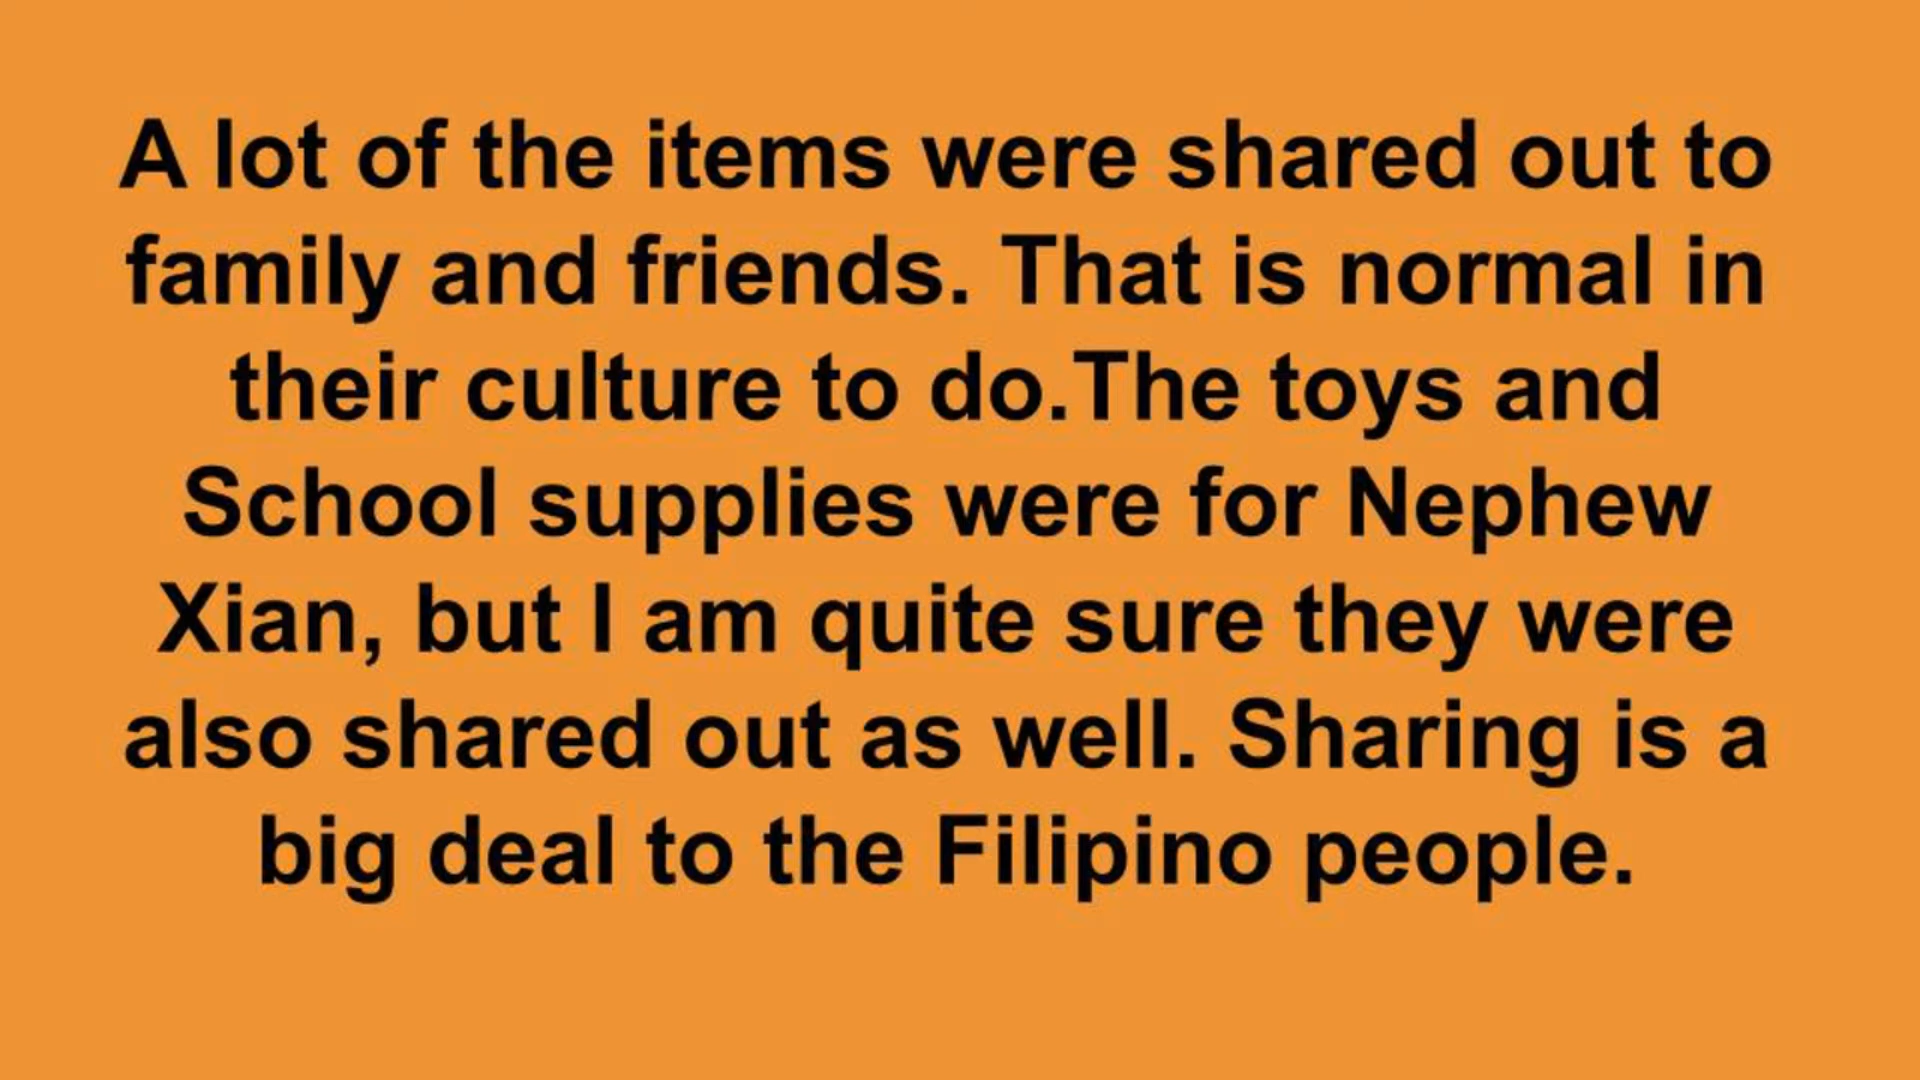 A lot of the items were shared out to
family and friends. That is normal in
their culture to do.The toys and
School supplies were for Nephew
Xian, but I am quite sure they were
also shared out as well. Sharing is a
big deal to the Filipino people.